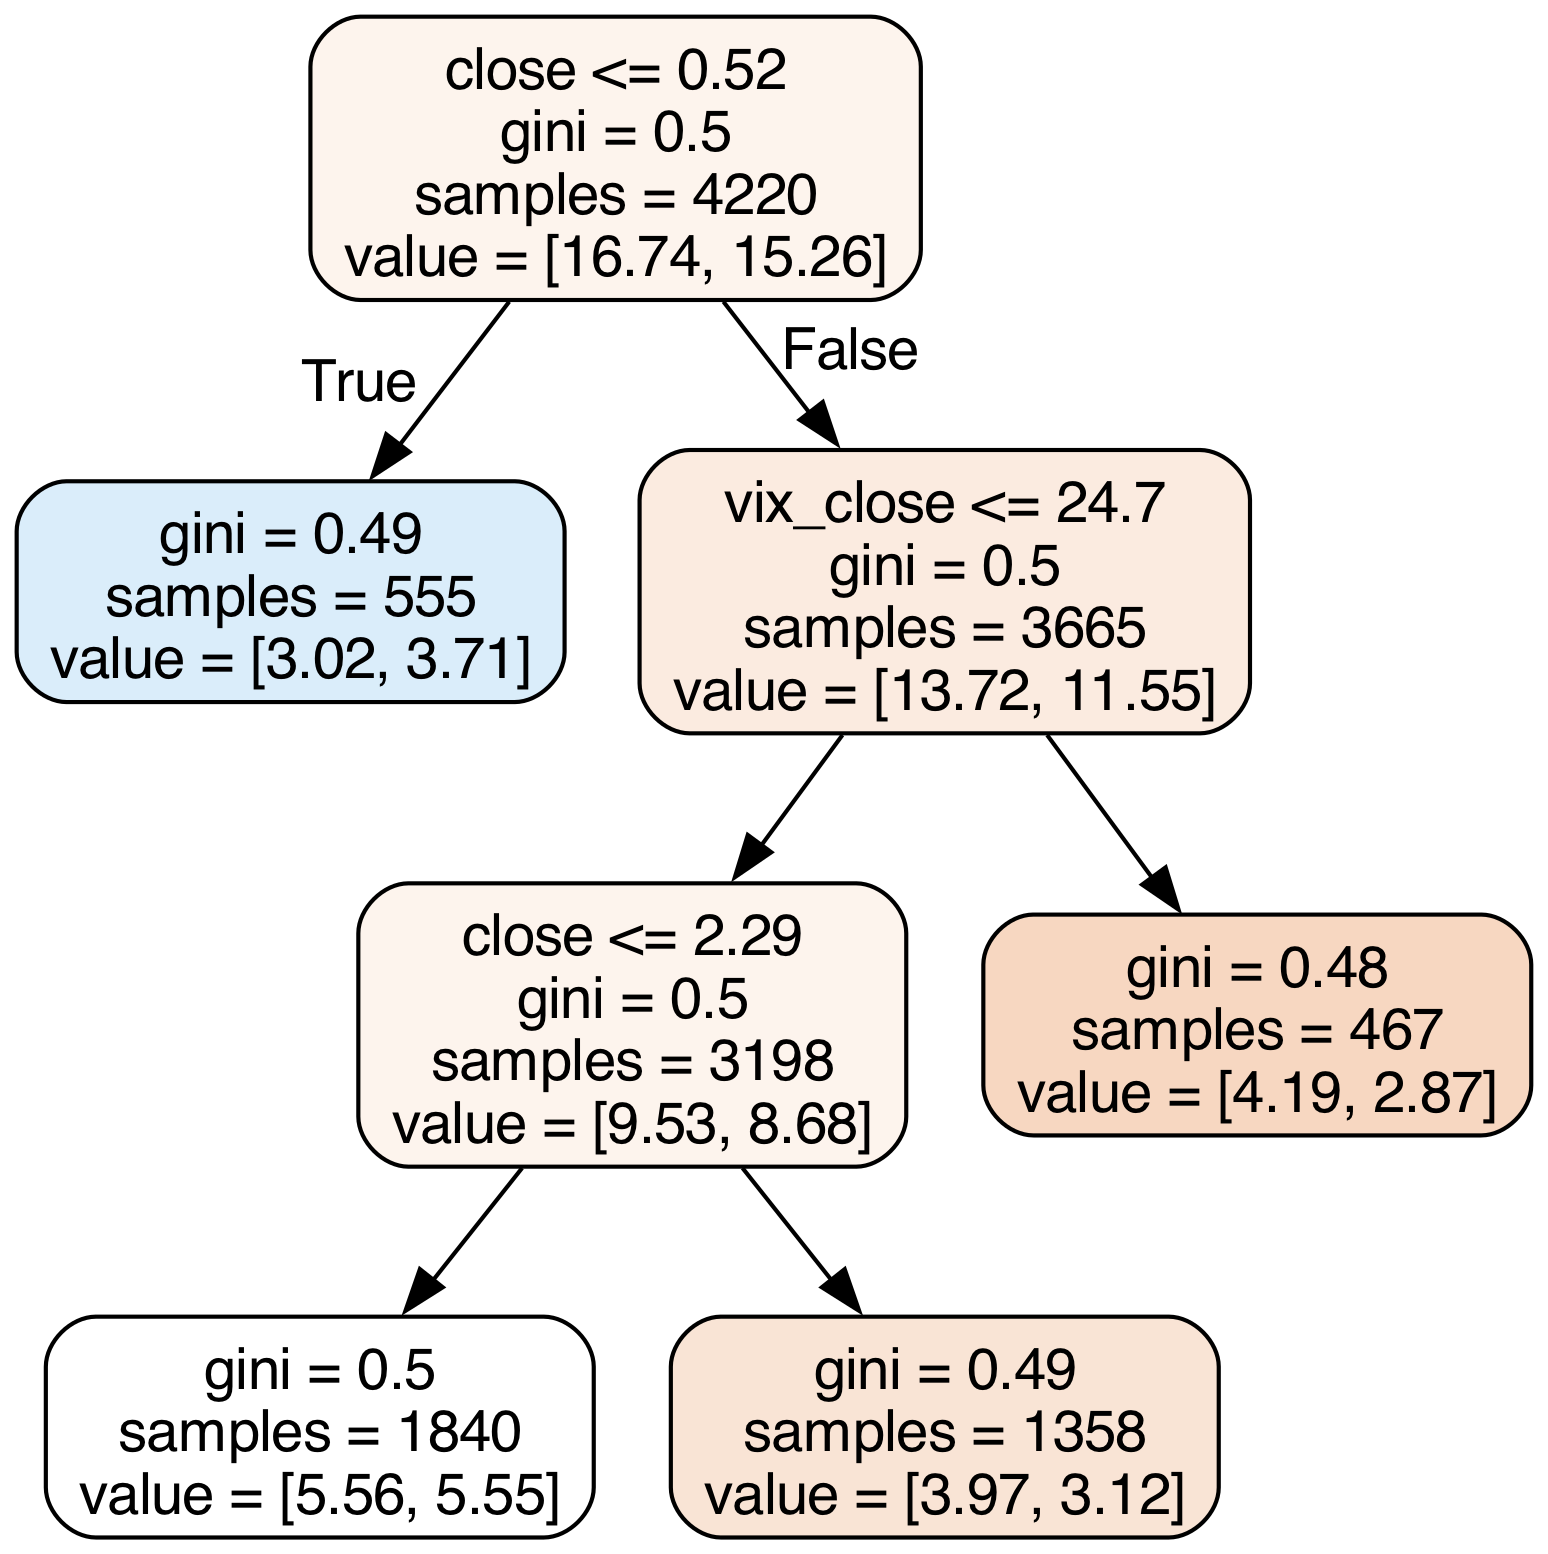 close <= 0.52
gini = 0.5
samples = 4220
value = [16.74, 15.26]
True
False
gini = 0.49
samples = 555
value = [3.02, 3.71]
vix_close <= 24.7
gini = 0.5
samples = 3665
value = [13.72, 11.55]
close <= 2.29
gini = 0.5
samples = 3198
value = [9.53, 8.68]
gini = 0.48
samples = 467
value = [4.19, 2.87]
gini = 0.5
samples = 1840
value = [5.56, 5.55]
gini = 0.49
samples = 1358
value = [3.97, 3.12]